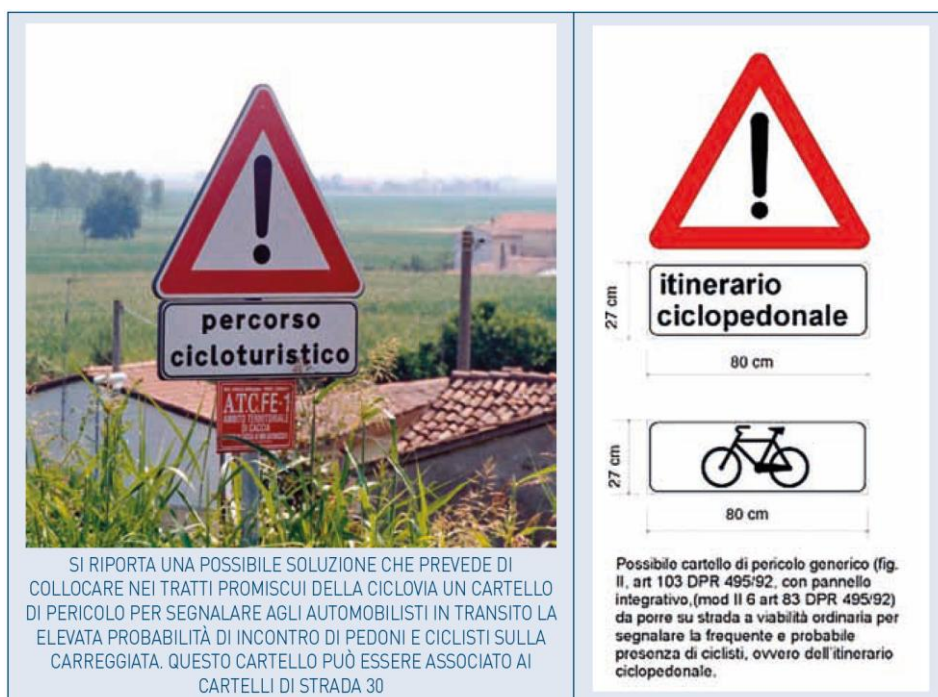 percorso
cicloturistico
A.T.C.FE-1
AMBITO TERRITORIALE
DI CACCIA
SI RIPORTA UNA POSSIBILE SOLUZIONE CHE PREVEDE DI
COLLOCARE NEI TRATTI PROMISCUI DELLA CICLOVIA UN CARTELLO
DI PERICOLO PER SEGNALARE AGLI AUTOMOBILISTI IN TRANSITO LA
ELEVATA PROBABILITÀ DI INCONTRO DI PEDONI E CICLISTI SULLA
CARREGGIATA. QUESTO CARTELLO PUÒ ESSERE ASSOCIATO AI
CARTELLI DI STRADA 30
itinerario
ciclopedonale
27 cm
80 cm
27 cm
80 cm
Possibile cartello di pericolo generico (fig.
II, art 103 DPR 495/92, con pannello
integrativo,(mod II 6 art 83 DPR 495/92)
da porre su strada a viabilità ordinaria per
segnalare la frequente e probabile
presenza di ciclisti, ovvero dell'itinerario
ciclopedonale.